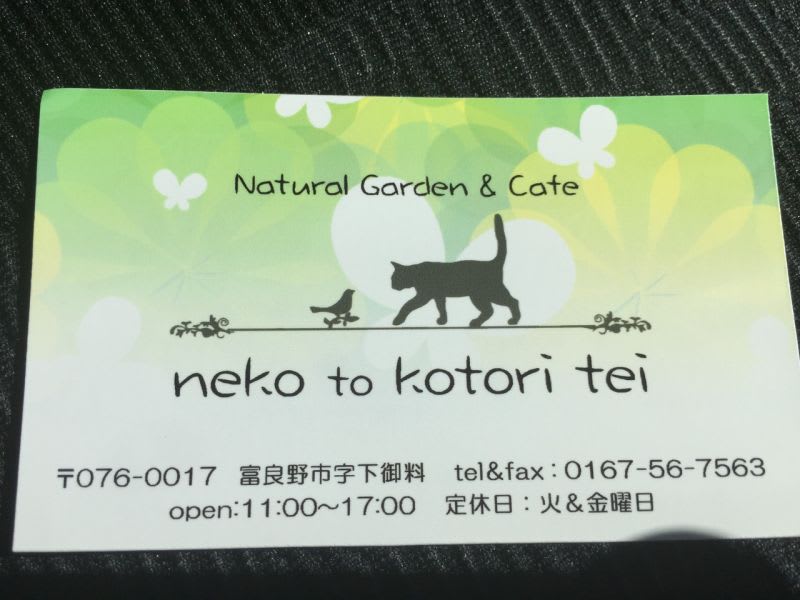 Natural Garden & Cafe
neko to kotori tei
〒076-0017 富良野市字下御料 tel&fax：0167-56-7563
open:11:00～17:00 定休日：火＆金曜日